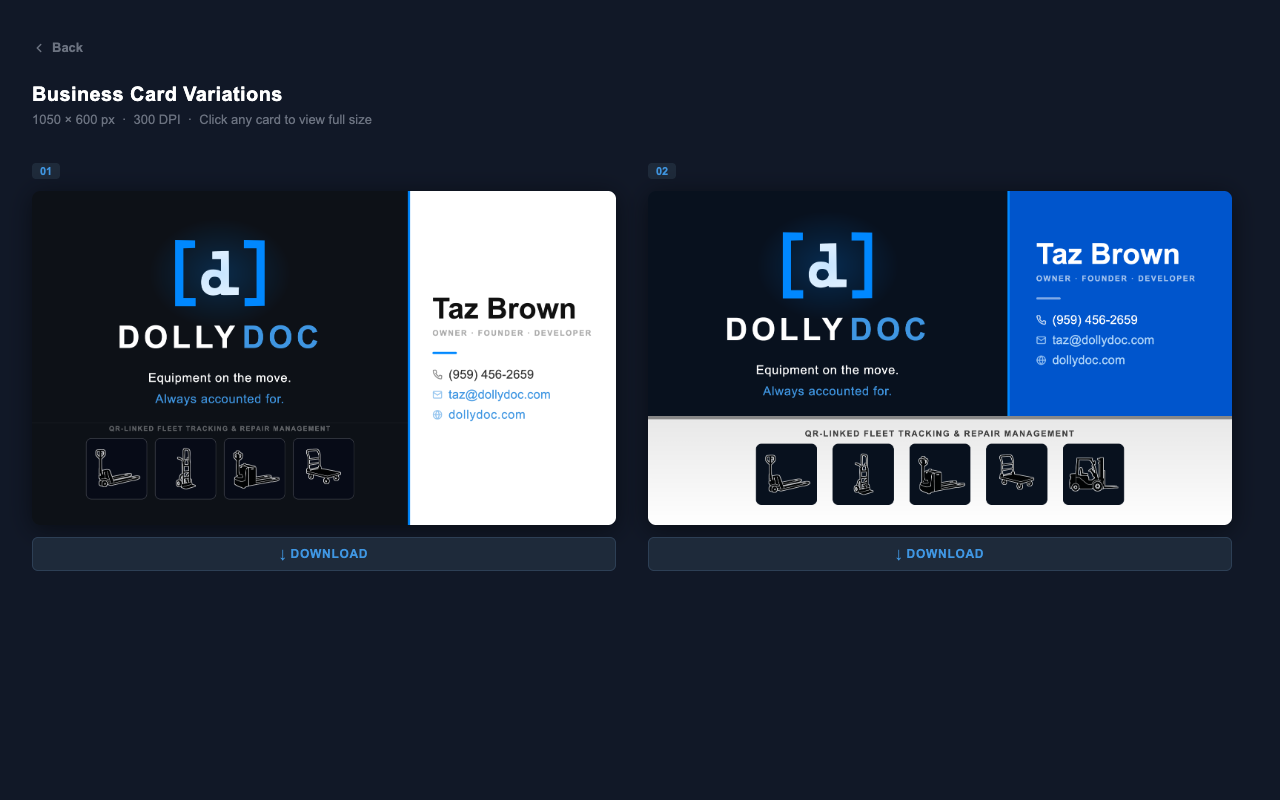 Back
Business Card Variations
1050 × 600 px · 300 DPI · Click any card to view full size
01
[d]
DOLLY DOC
Equipment on the move.
Always accounted for.
QR-LINKED FLEET TRACKING & REPAIR MANAGEMENT
Taz Brown
OWNER · FOUNDER · DEVELOPER
(959) 456-2659
taz@dollydoc.com
dollydoc.com
↓ DOWNLOAD
02
[d]
DOLLY DOC
Equipment on the move.
Always accounted for.
Taz Brown
OWNER · FOUNDER · DEVELOPER
(959) 456-2659
taz@dollydoc.com
dollydoc.com
QR-LINKED FLEET TRACKING & REPAIR MANAGEMENT
↓ DOWNLOAD